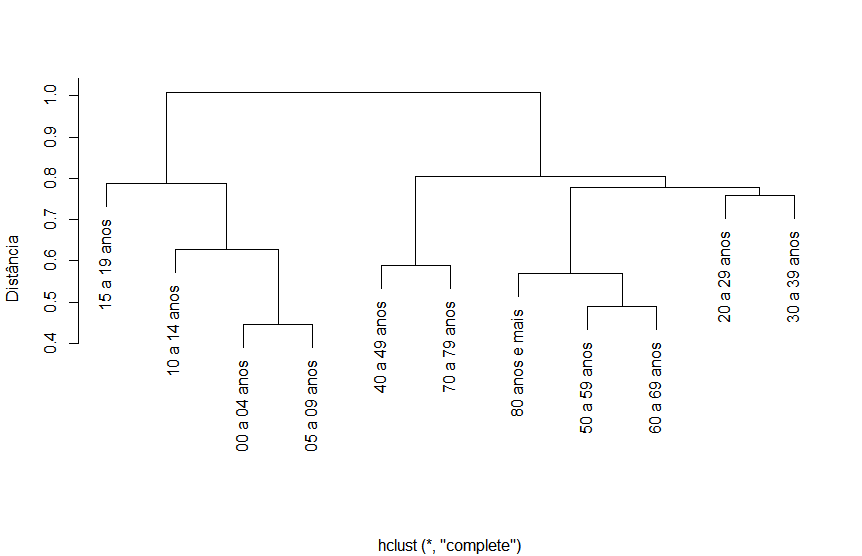 Distância
0.4 0.5 0.6 0.7 0.8 0.9 1.0
15 a 19 anos
10 a 14 anos
00 a 04 anos
05 a 09 anos
40 a 49 anos
70 a 79 anos
80 anos e mais
50 a 59 anos
60 a 69 anos
20 a 29 anos
30 a 39 anos
hclust (*, "complete")